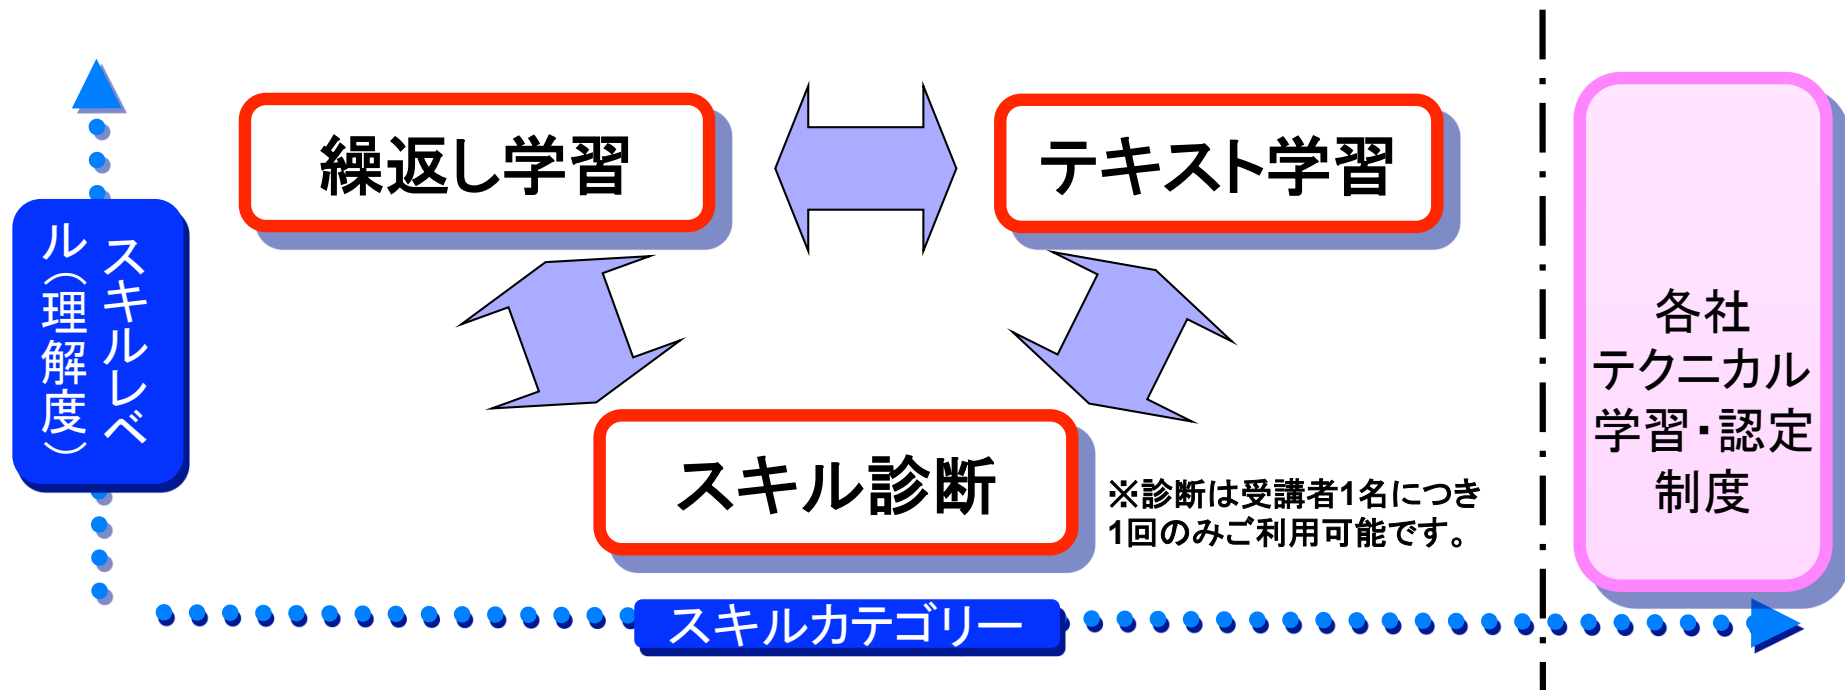 繰返し学習
テキスト学習
スキルレベ
ル（理解度）
スキル診断
※診断は受講者1名につき
1回のみご利用可能です。
スキルカテゴリー
各社
テクニカル
学習・認定
制度